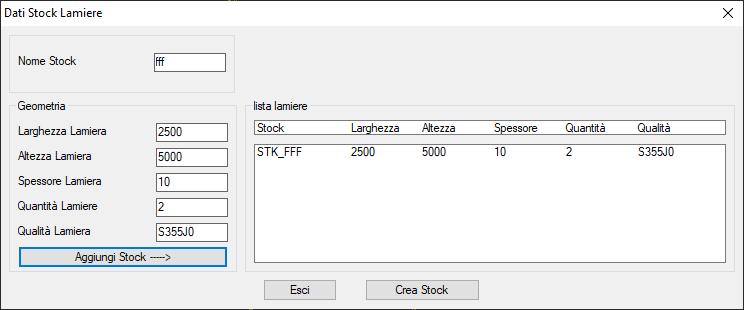 Dati Stock Lamiere
Nome Stock fff
Geometria
Larghezza Lamiera 2500
Altezza Lamiera 5000
Spessore Lamiera 10
Quantità Lamiere 2
Qualità Lamiera S355J0
Aggiungi Stock ----->
lista lamiere
Stock Larghezza Altezza Spessore Quantità Qualità
STK_FFF 2500 5000 10 2 S355J0
Esci Crea Stock